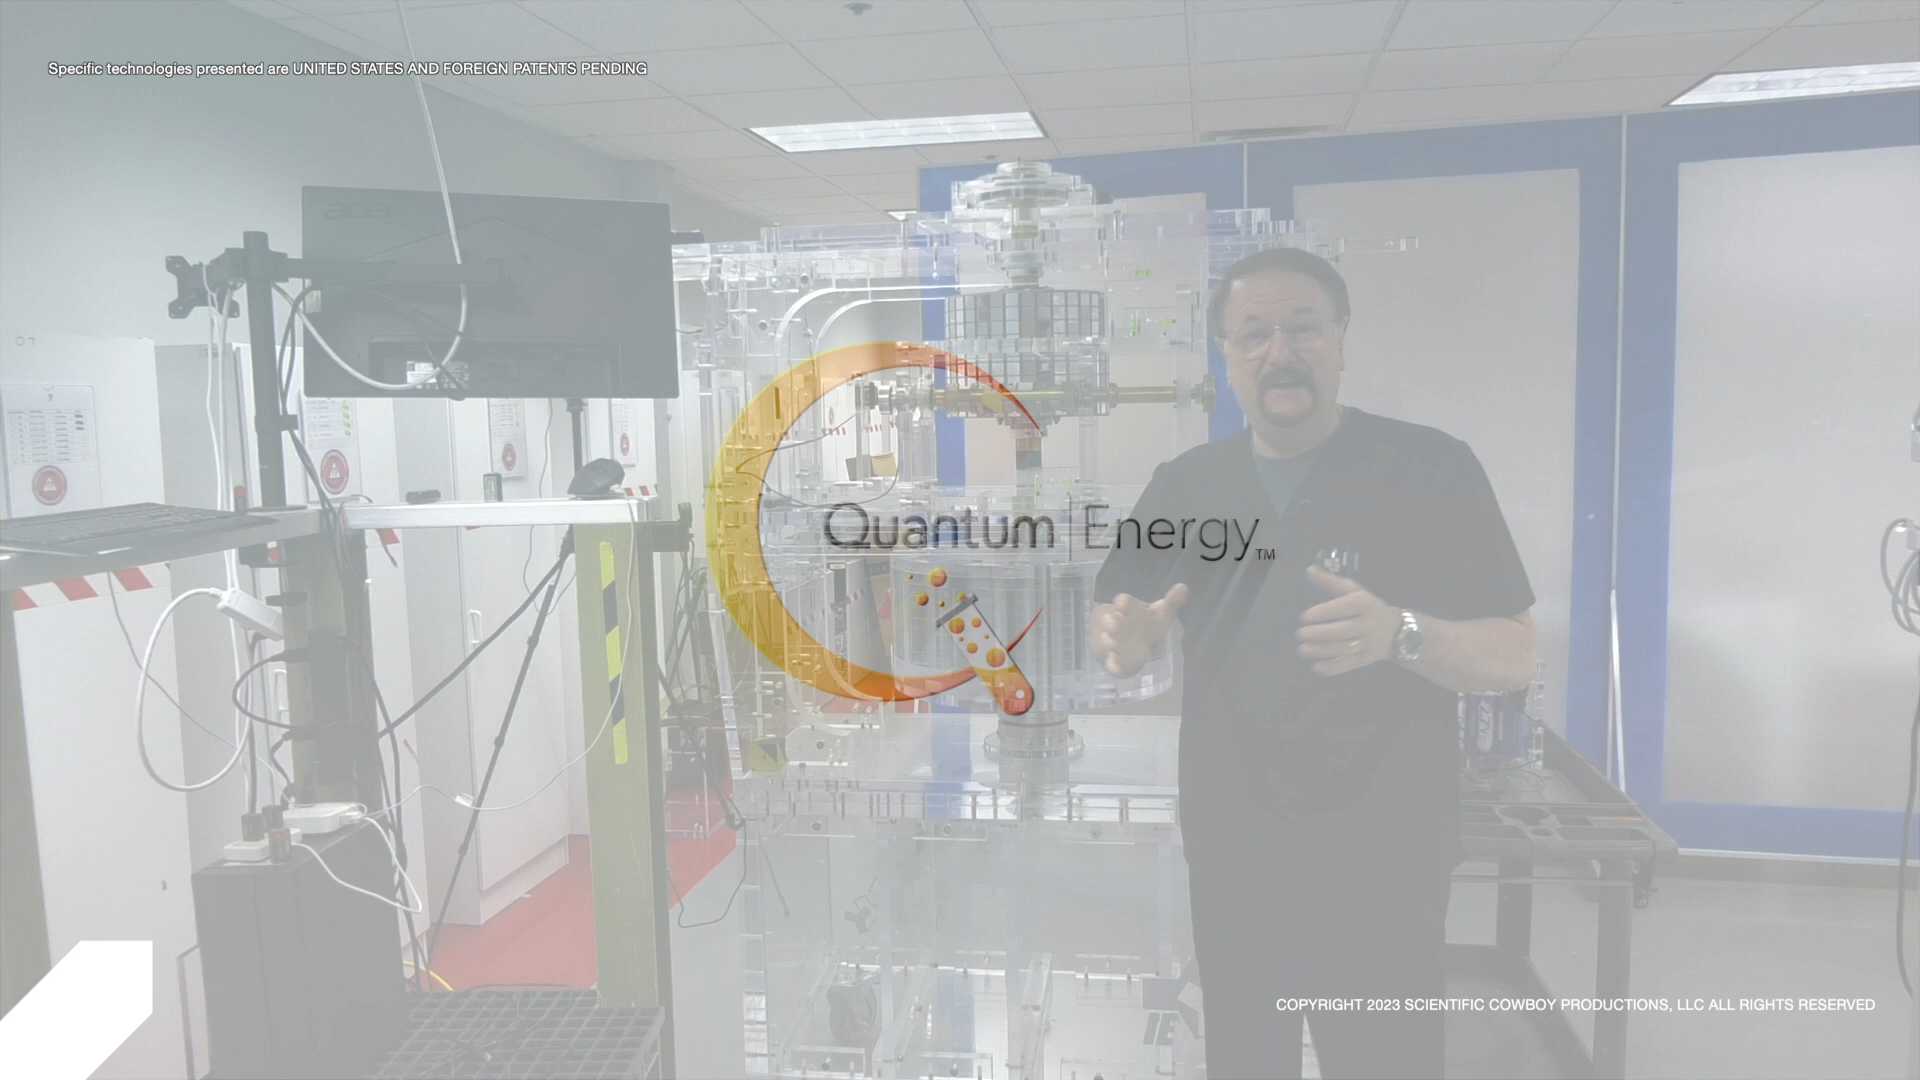 Specific technologies presented are UNITED STATES AND FOREIGN PATENTS PENDING
acer
Quantum | Energy™
COPYRIGHT 2023 SCIENTIFIC COWBOY PRODUCTIONS, LLC ALL RIGHTS RESERVED